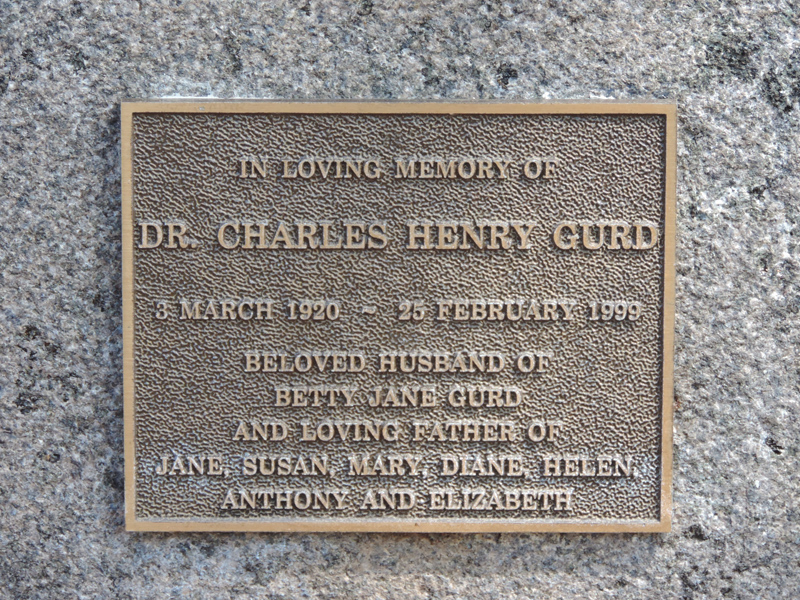 IN LOVING MEMORY OF
DR. CHARLES HENRY GURD
3 MARCH 1920 ~ 25 FEBRUARY 1999
BELOVED HUSBAND OF
BETTY JANE GURD
AND LOVING FATHER OF
JANE, SUSAN, MARY, DIANE, HELEN,
ANTHONY AND ELIZABETH